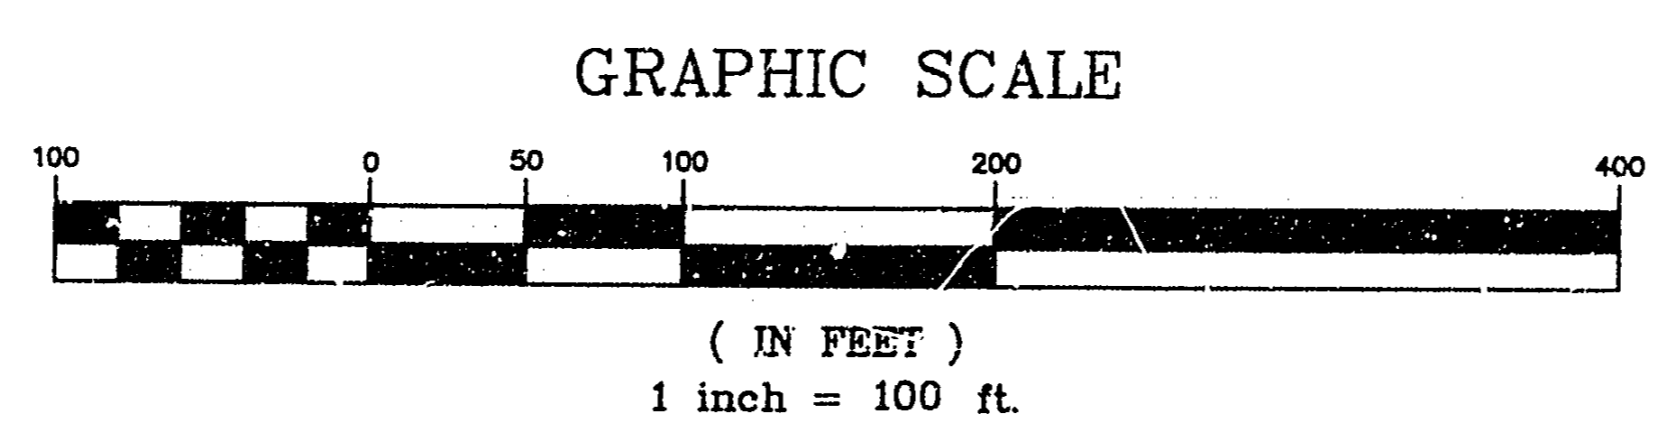 GRAPHIC SCALE
100 0 50 100 200 400
( IN FEET )
1 inch = 100 ft.